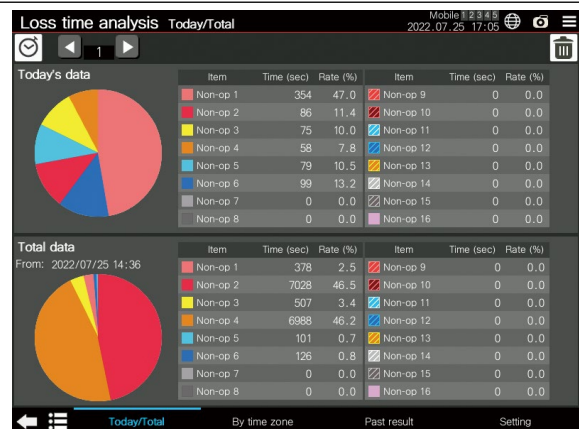 Loss time analysis Today/Total
Mobile 1 2 3 4 5
2022.07.25 17:05
1
Today's data
Item Time (sec) Rate (%) Item Time (sec) Rate (%)
Non-op 1 354 47.0 Non-op 9 0 0.0
Non-op 2 86 11.4 Non-op 10 0 0.0
Non-op 3 75 10.0 Non-op 11 0 0.0
Non-op 4 58 7.8 Non-op 12 0 0.0
Non-op 5 79 10.5 Non-op 13 0 0.0
Non-op 6 99 13.2 Non-op 14 0 0.0
Non-op 7 0 0.0 Non-op 15 0 0.0
Non-op 8 0 0.0 Non-op 16 0 0.0
Total data
From: 2022/07/25 14:36
Item Time (sec) Rate (%) Item Time (sec) Rate (%)
Non-op 1 378 2.5 Non-op 9 0 0.0
Non-op 2 7028 46.5 Non-op 10 0 0.0
Non-op 3 507 3.4 Non-op 11 0 0.0
Non-op 4 6988 46.2 Non-op 12 0 0.0
Non-op 5 101 0.7 Non-op 13 0 0.0
Non-op 6 126 0.8 Non-op 14 0 0.0
Non-op 7 0 0.0 Non-op 15 0 0.0
Non-op 8 0 0.0 Non-op 16 0 0.0
Today/Total By time zone Past result Setting